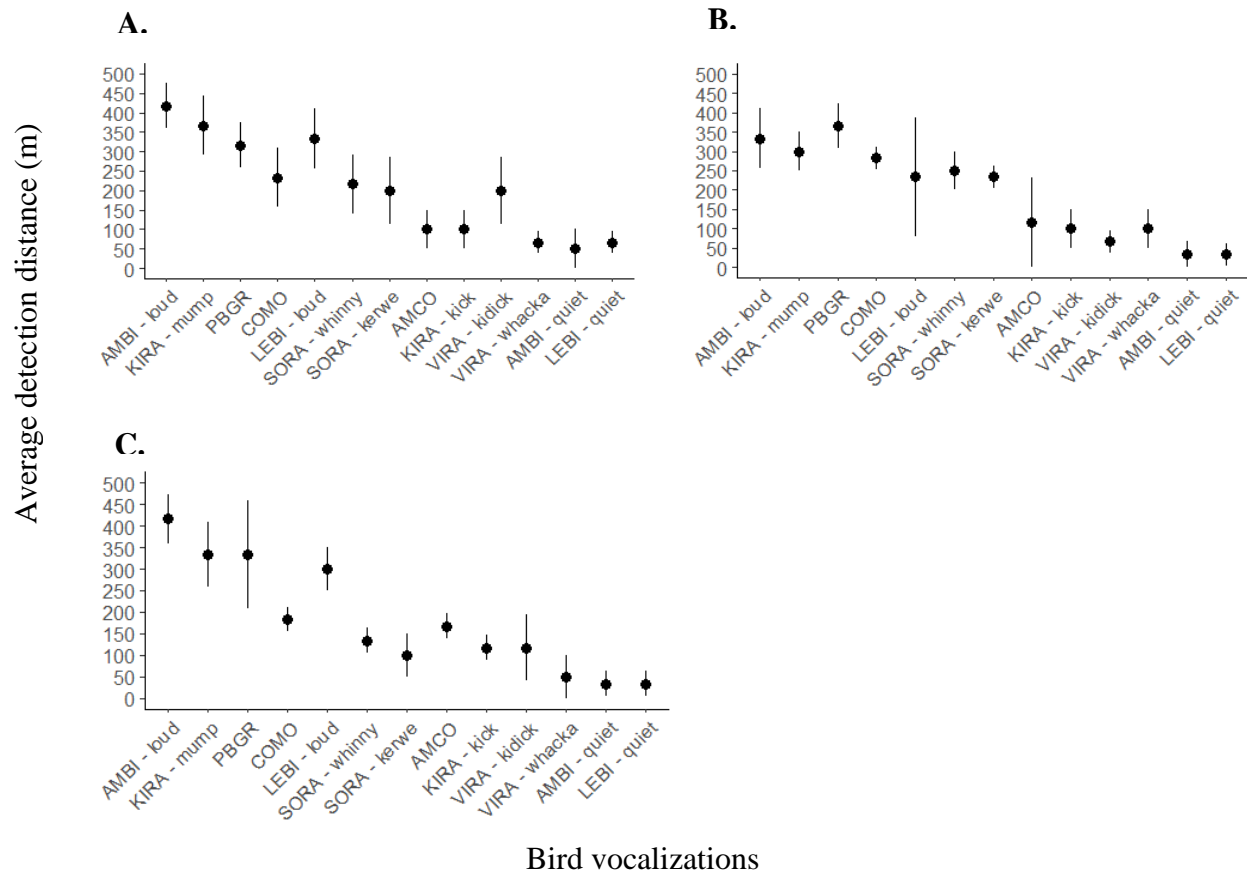 A.
500
450
400
350
300
250
200
150
100
50
0
AMBI - loud
KIRA - mump
PBGR
COMO
LEBI - loud
SORA - whinny
SORA - kerwe
AMCO
KIRA - kick
VIRA - kidick
VIRA - whacka
AMBI - quiet
LEBI - quiet
B.
500
450
400
350
300
250
200
150
100
50
0
AMBI - loud
KIRA - mump
PBGR
COMO
LEBI - loud
SORA - whinny
SORA - kerwe
AMCO
KIRA - kick
VIRA - kidick
VIRA - whacka
AMBI - quiet
LEBI - quiet
Average detection distance (m)
C.
500
450
400
350
300
250
200
150
100
50
0
AMBI - loud
KIRA - mump
PBGR
COMO
LEBI - loud
SORA - whinny
SORA - kerwe
AMCO
KIRA - kick
VIRA - kidick
VIRA - whacka
AMBI - quiet
LEBI - quiet
Bird vocalizations